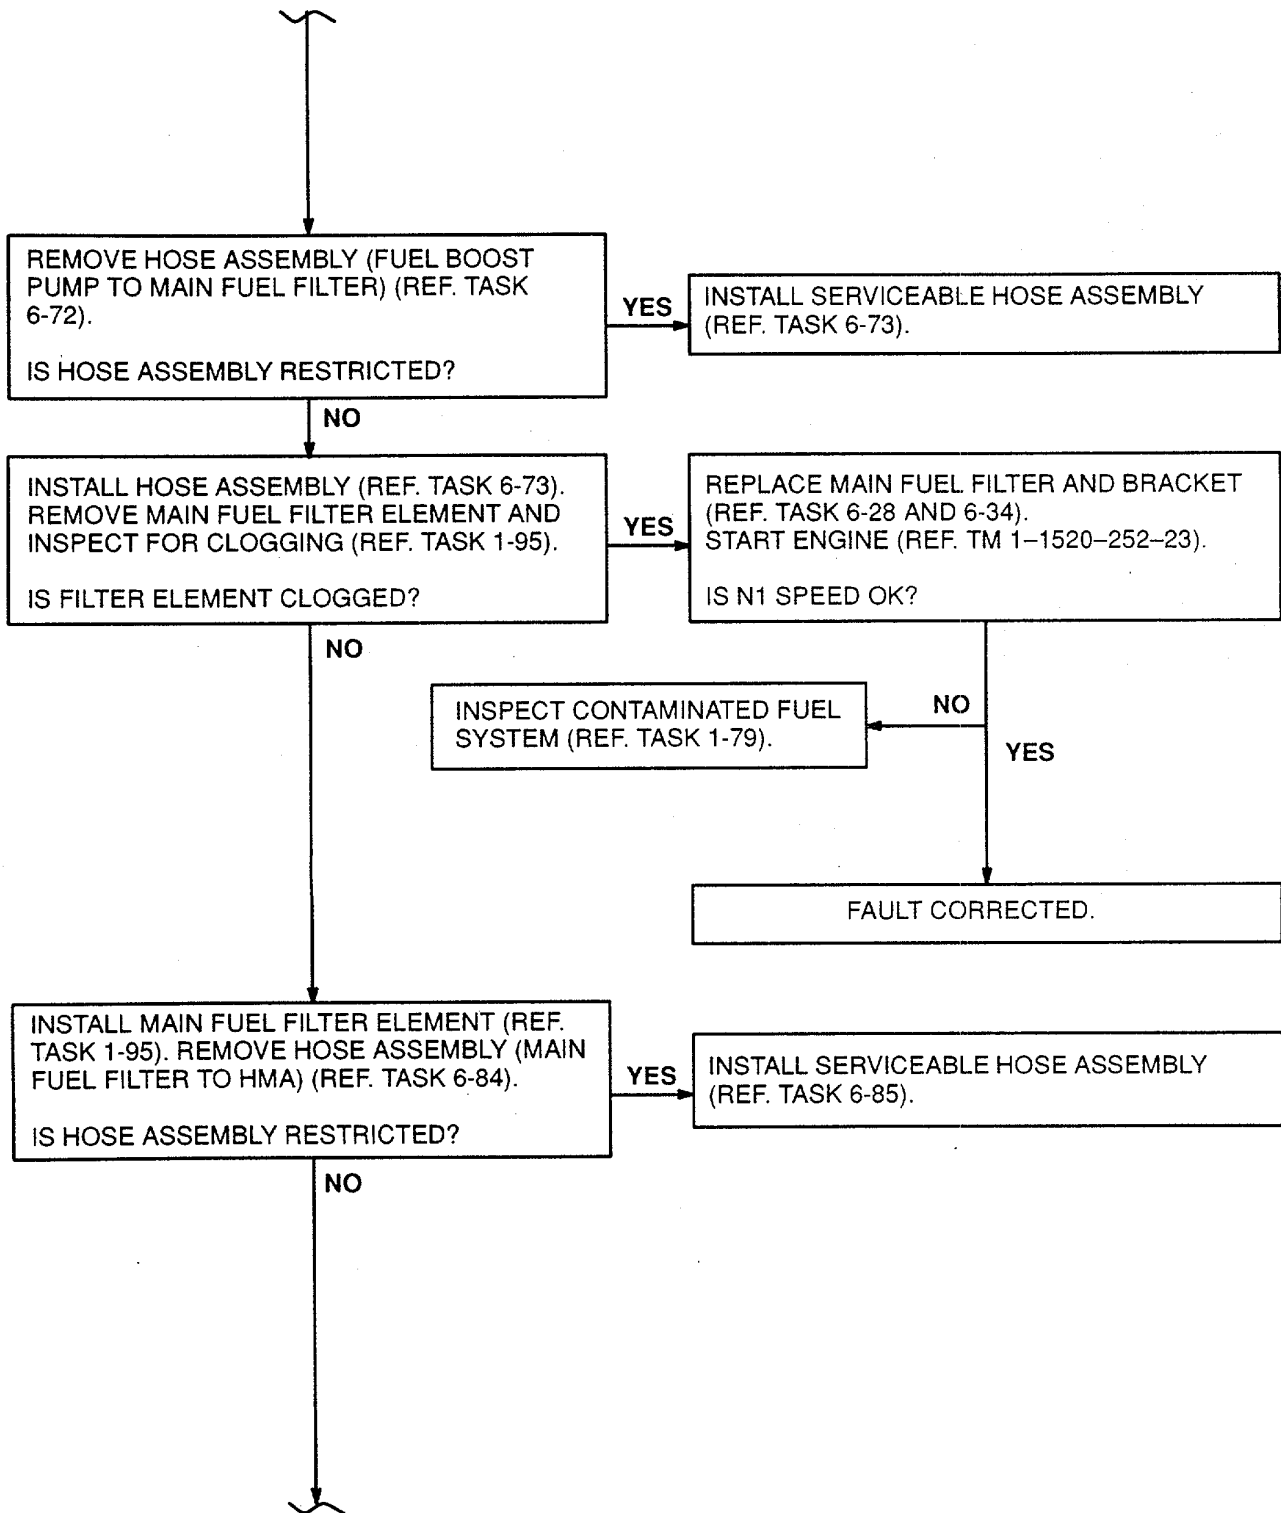 REMOVE HOSE ASSEMBLY (FUEL BOOST
PUMP TO MAIN FUEL FILTER) (REF. TASK
6-72).
IS HOSE ASSEMBLY RESTRICTED?
YES
INSTALL SERVICEABLE HOSE ASSEMBLY
(REF. TASK 6-73).
NO
INSTALL HOSE ASSEMBLY (REF. TASK 6-73).
REMOVE MAIN FUEL FILTER ELEMENT AND
INSPECT FOR CLOGGING (REF. TASK 1-95).
IS FILTER ELEMENT CLOGGED?
YES
REPLACE MAIN FUEL FILTER AND BRACKET
(REF. TASK 6-28 AND 6-34).
START ENGINE (REF. TM 1–1520–252–23).
IS N1 SPEED OK?
NO
INSPECT CONTAMINATED FUEL
SYSTEM (REF. TASK 1-79).
NO
YES
FAULT CORRECTED.
INSTALL MAIN FUEL FILTER ELEMENT (REF.
TASK 1-95). REMOVE HOSE ASSEMBLY (MAIN
FUEL FILTER TO HMA) (REF. TASK 6-84).
IS HOSE ASSEMBLY RESTRICTED?
YES
INSTALL SERVICEABLE HOSE ASSEMBLY
(REF. TASK 6-85).
NO